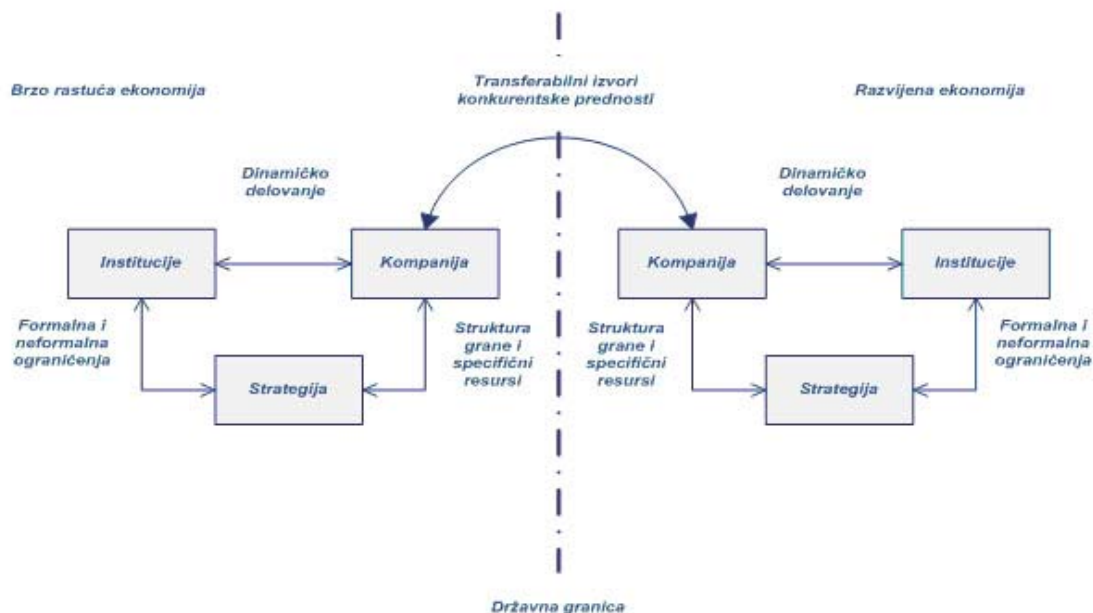 Brzo rastuća ekonomija
Transferabilni izvori
konkurentske prednosti
Razvijena ekonomija
Dinamičko
delovanje
Dinamičko
delovanje
Institucije
Kompanija
Kompanija
Institucije
Formalna i
neformalna
ograničenja
Struktura
grane i
specifični
resursi
Struktura
grane i
specifični
resursi
Formalna i
neformalna
ograničenja
Strategija
Strategija
Državna granica